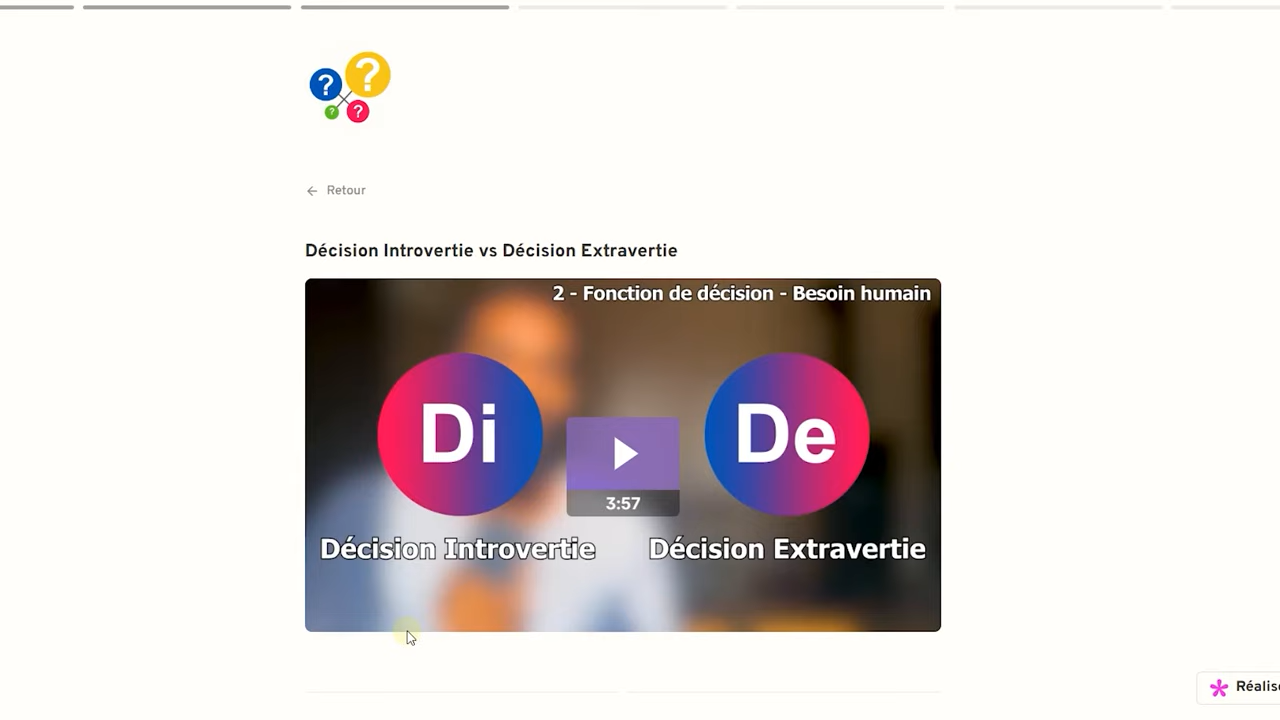 ? ?
? ?
Retour
Décision Introvertie vs Décision Extravertie
2 - Fonction de décision - Besoin humain
Di De
3:57
Décision Introvertie Décision Extravertie